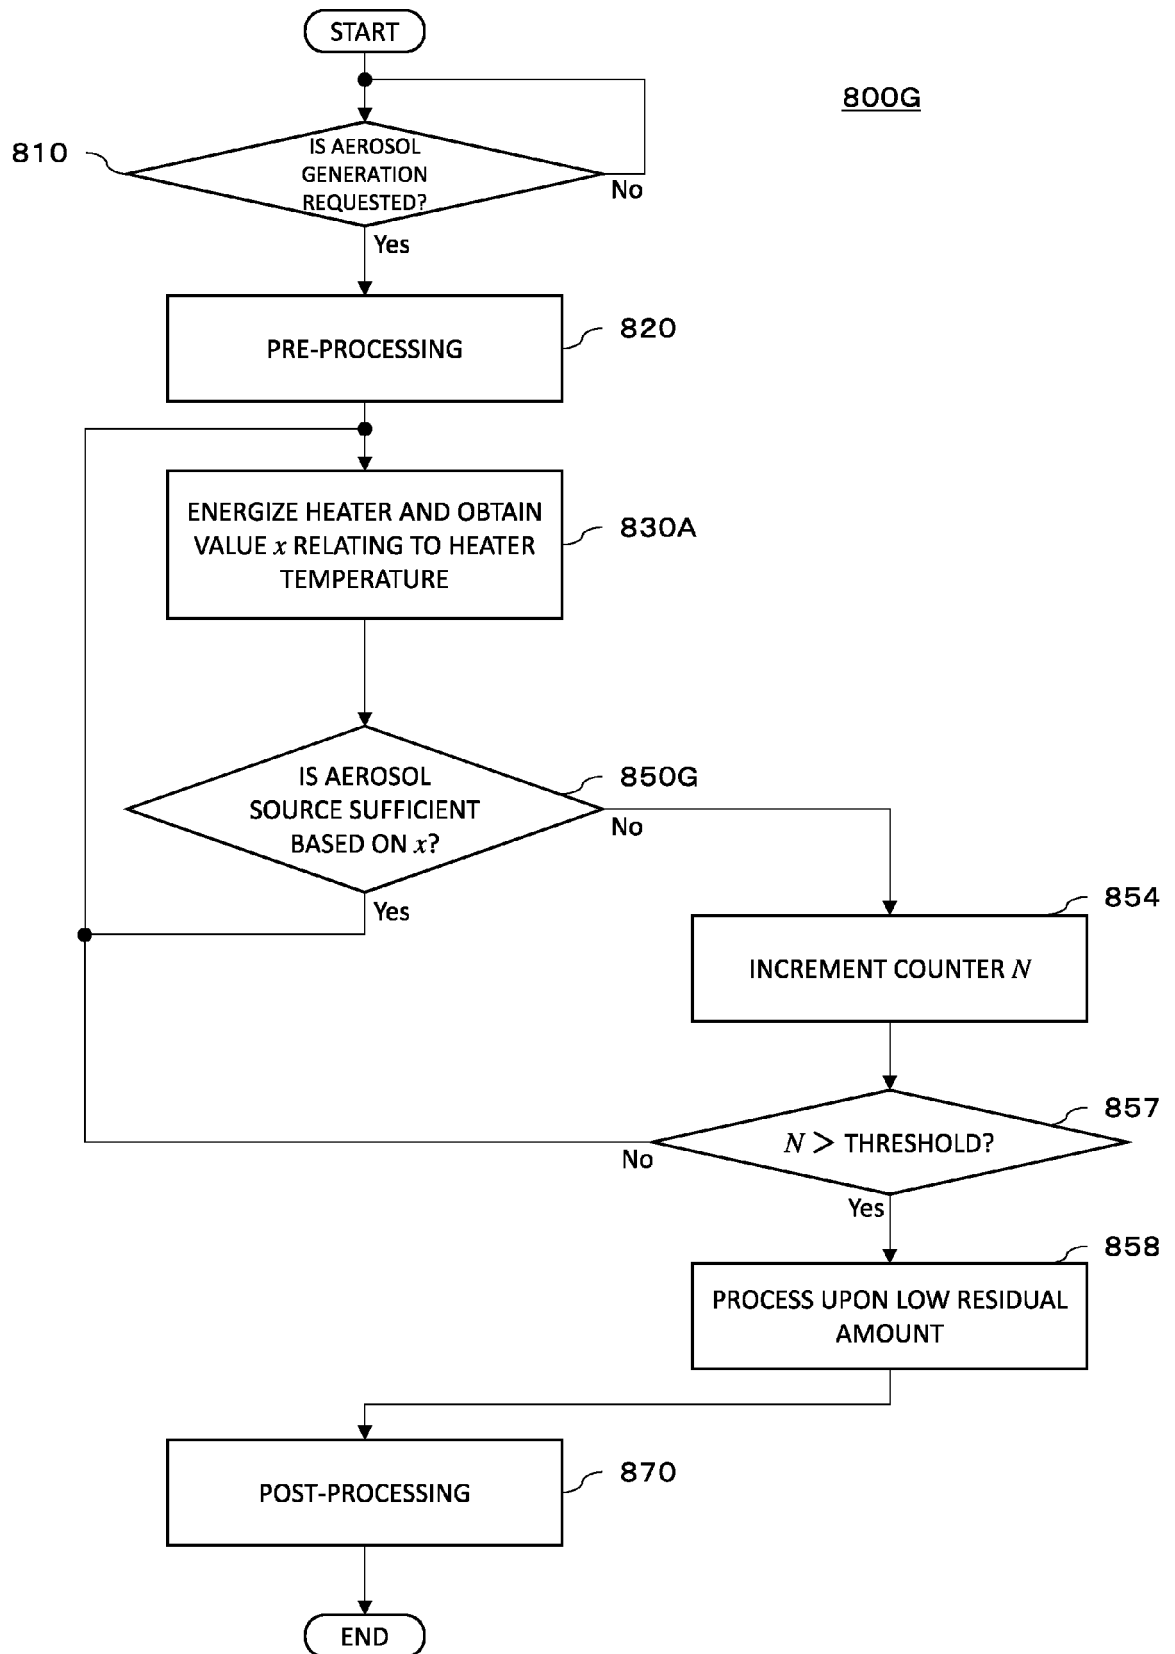 START
800G
810
IS AEROSOL
GENERATION
REQUESTED?
No
Yes
820
PRE-PROCESSING
830A
ENERGIZE HEATER AND OBTAIN
VALUE x RELATING TO HEATER
TEMPERATURE
850G
IS AEROSOL
SOURCE SUFFICIENT
BASED ON x?
No
Yes
854
INCREMENT COUNTER N
857
N > THRESHOLD?
No
Yes
858
PROCESS UPON LOW RESIDUAL
AMOUNT
870
POST-PROCESSING
END